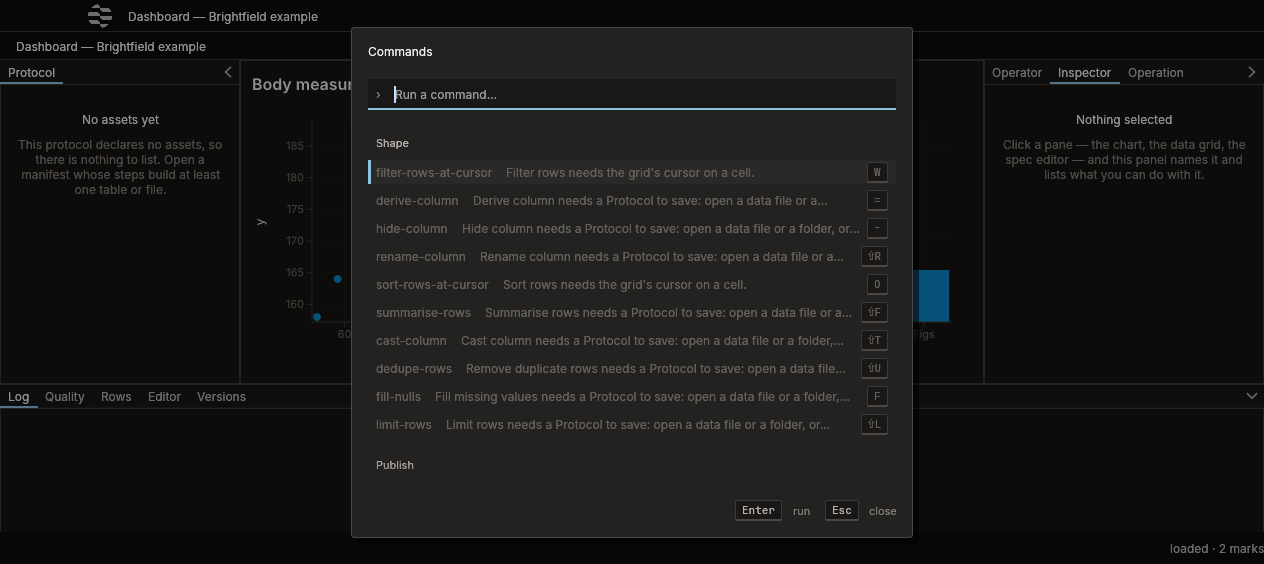 Dashboard — Brightfield example
Dashboard — Brightfield example
Protocol
No assets yet
This protocol declares no assets, so
there is nothing to list. Open a
manifest whose steps build at least
one table or file.
Body measur
185
180
175
170
165
160
y
60
Figs
Commands
› Run a command...
Shape
filter-rows-at-cursor Filter rows needs the grid's cursor on a cell. W
derive-column Derive column needs a Protocol to save: open a data file or a... =
hide-column Hide column needs a Protocol to save: open a data file or a folder, or... -
rename-column Rename column needs a Protocol to save: open a data file or a... ⇧R
sort-rows-at-cursor Sort rows needs the grid's cursor on a cell. O
summarise-rows Summarise rows needs a Protocol to save: open a data file or a... ⇧F
cast-column Cast column needs a Protocol to save: open a data file or a folder,... ⇧T
dedupe-rows Remove duplicate rows needs a Protocol to save: open a data file... ⇧U
fill-nulls Fill missing values needs a Protocol to save: open a data file or a folder,... F
limit-rows Limit rows needs a Protocol to save: open a data file or a folder, or... ⇧L
Publish
Enter run Esc close
Operator Inspector Operation
Nothing selected
Click a pane — the chart, the data grid, the
spec editor — and this panel names it and
lists what you can do with it.
Log Quality Rows Editor Versions
loaded · 2 marks